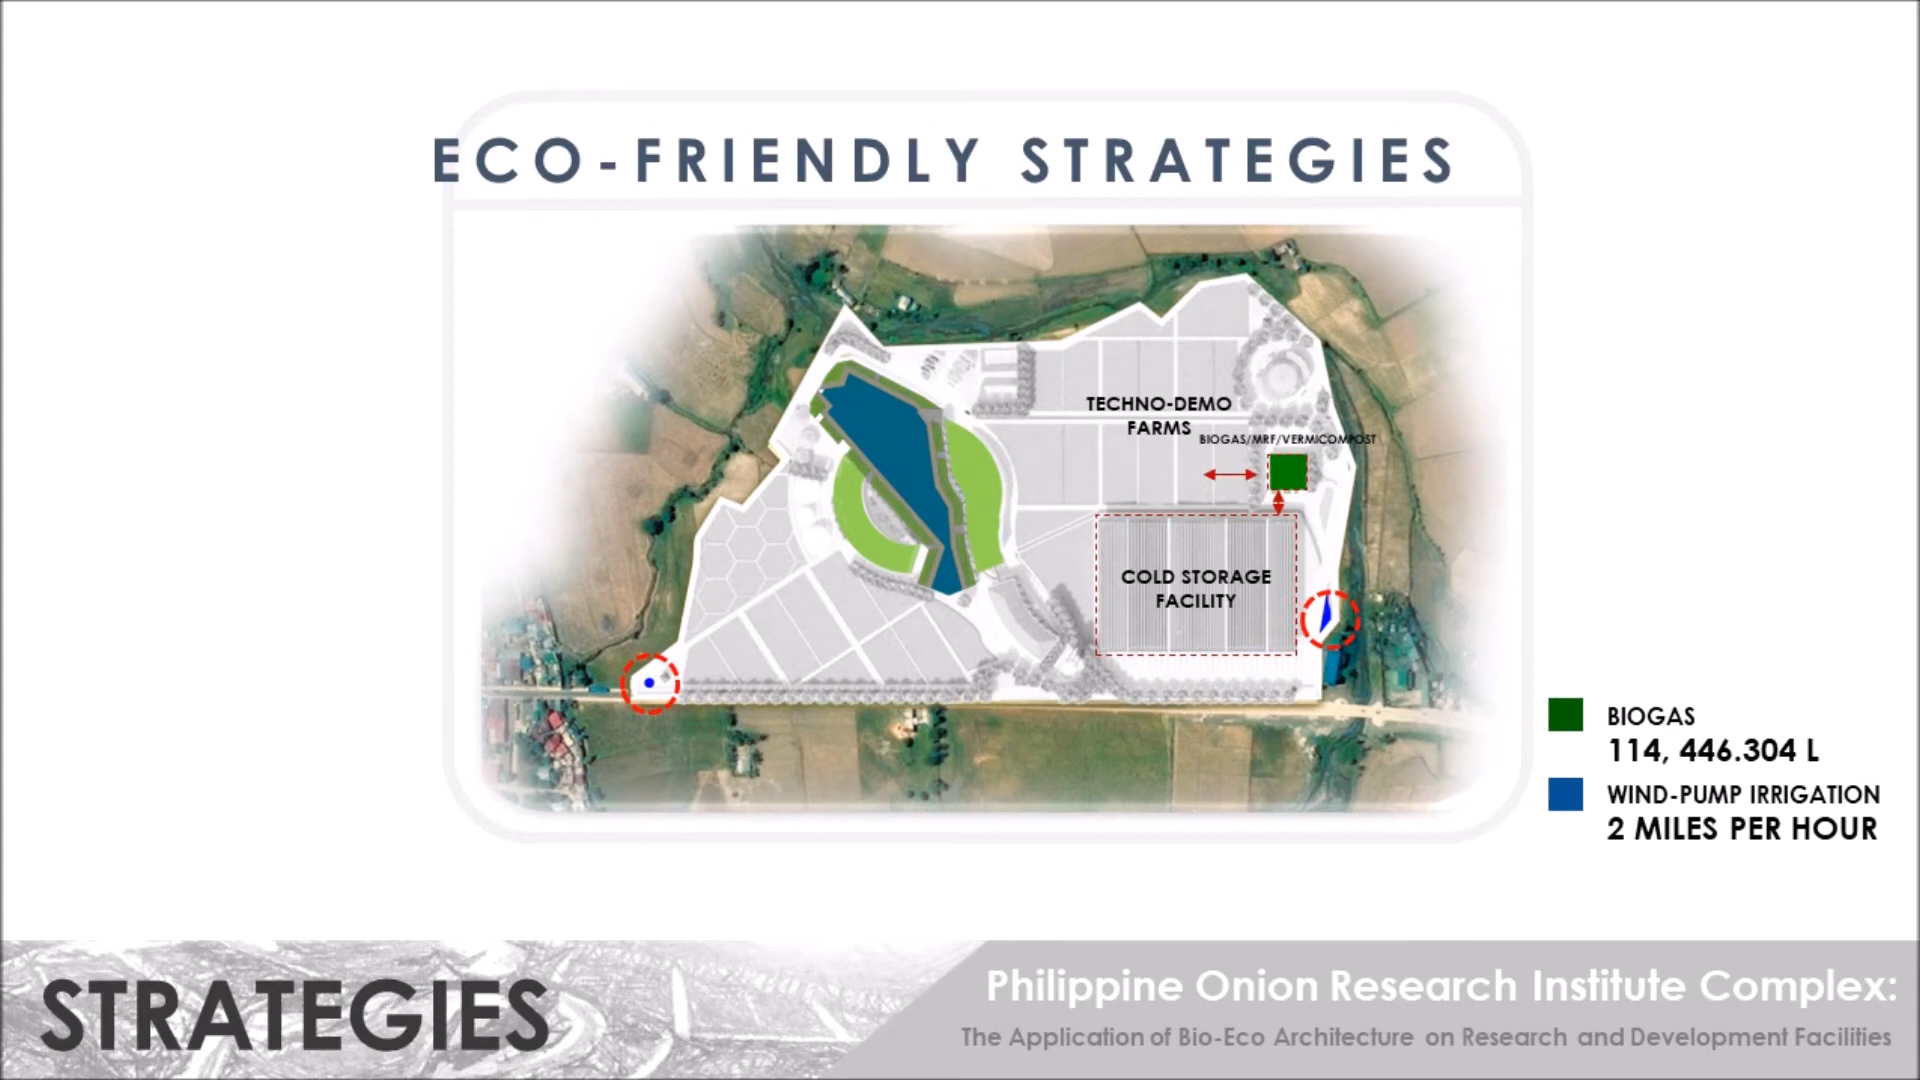 ECO-FRIENDLY STRATEGIES
TECHNO-DEMO
FARMS
BIOGAS/MRF/VERMICOMPOST
COLD STORAGE
FACILITY
BIOGAS
114, 446.304 L
WIND-PUMP IRRIGATION
2 MILES PER HOUR
STRATEGIES
Philippine Onion Research Institute Complex:
The Application of Bio-Eco Architecture on Research and Development Facilities